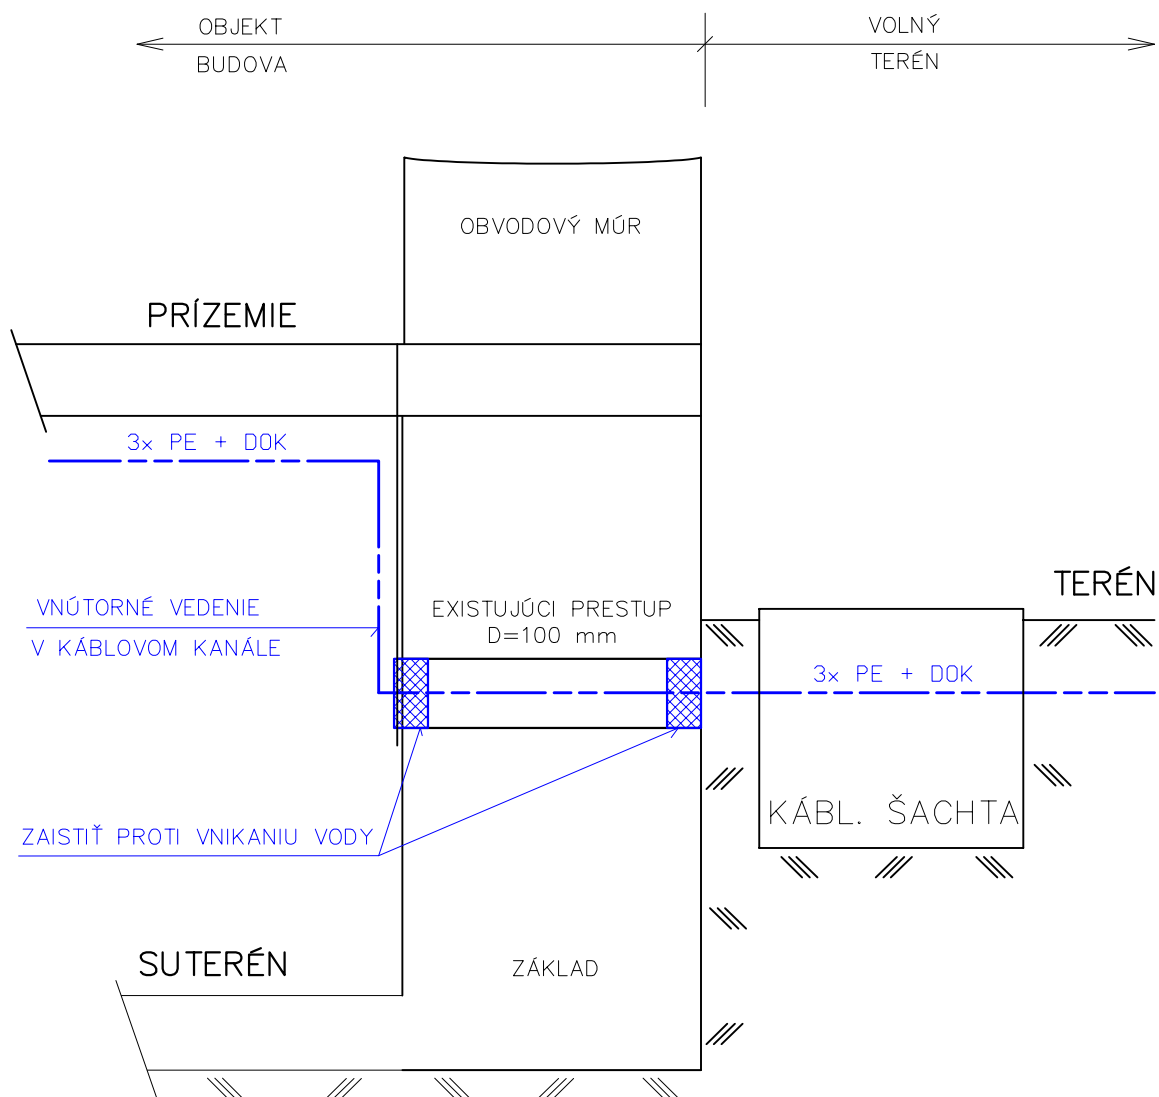 OBJEKT
BUDOVA
VOLNÝ
TERÉN
OBVODOVÝ MÚR
PRÍZEMIE
3x PE + DOK
TERÉN
VNÚTORNÉ VEDENIE
V KÁBLOVOM KANÁLE
EXISTUJÚCI PRESTUP
D=100 mm
3x PE + DOK
KÁBL. ŠACHTA
ZAISTIŤ PROTI VNIKANIU VODY
SUTERÉN
ZÁKLAD